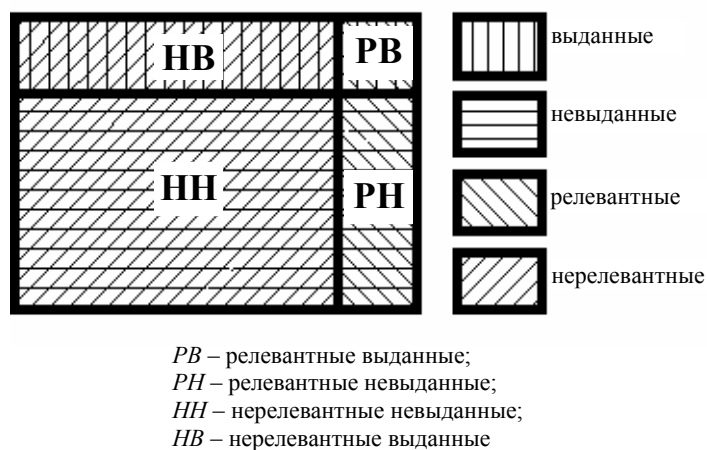 НВ РВ
НН РН
выданные
невыданные
релевантные
нерелевантные
РВ – релевантные выданные;
РН – релевантные невыданные;
НН – нерелевантные невыданные;
НВ – нерелевантные выданные